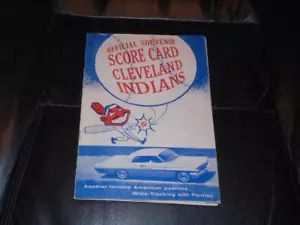 OFFICIAL SOUVENIR
SCORE CARD
CLEVELAND
INDIANS
Another favorite American pastime
Wide-Tracking with Pontiac